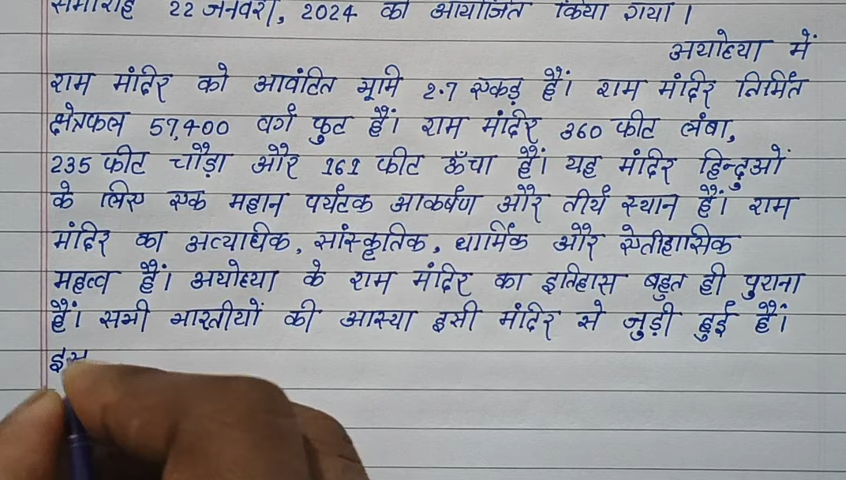 समारोह 22 जनवरी, 2024 को आयोजित किया गया।
अयोध्या में
राम मंदिर को आवंटित भूमि 2.7 एकड़ हैं। राम मंदिर निर्मित
क्षेत्रफल 57,400 वर्ग फुट हैं। राम मंदिर 360 फीट लंबा,
235 फीट चौड़ा और 161 फीट ऊँचा हैं। यह मंदिर हिन्दुओं
के लिए एक महान पर्यटक आकर्षण और तीर्थ स्थान हैं। राम
मंदिर का अत्याधिक, सांस्कृतिक, धार्मिक और ऐतीहासिक
महत्व हैं। अयोध्या के राम मंदिर का इतिहास बहुत ही पुराना
हैं। सभी भारतीयों की आस्था इसी मंदिर से जुड़ी हुई हैं।
इस